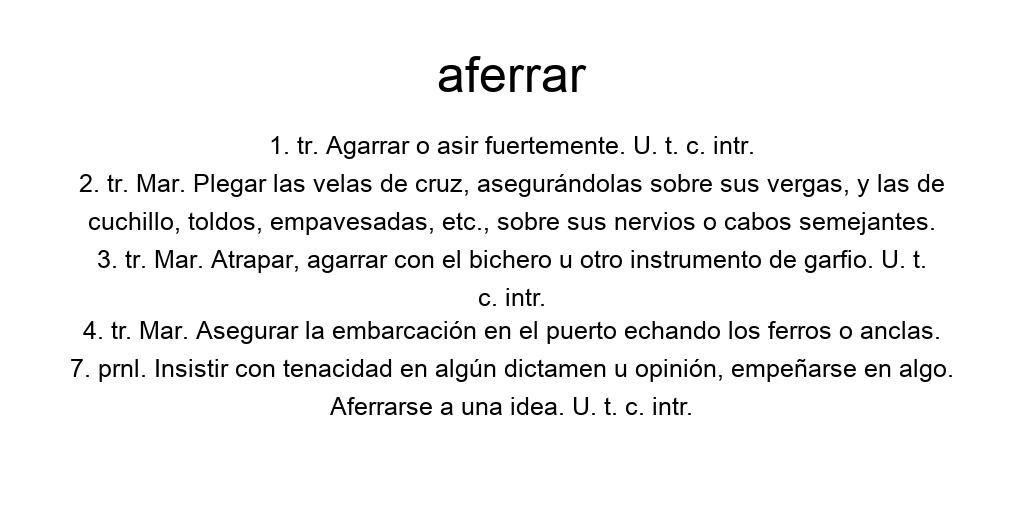 aferrar
1. tr. Agarrar o asir fuertemente. U. t. c. intr.
2. tr. Mar. Plegar las velas de cruz, asegurándolas sobre sus vergas, y las de
cuchillo, toldos, empavesadas, etc., sobre sus nervios o cabos semejantes.
3. tr. Mar. Atrapar, agarrar con el bichero u otro instrumento de garfio. U. t.
c. intr.
4. tr. Mar. Asegurar la embarcación en el puerto echando los ferros o anclas.
7. prnl. Insistir con tenacidad en algún dictamen u opinión, empeñarse en algo.
Aferrarse a una idea. U. t. c. intr.